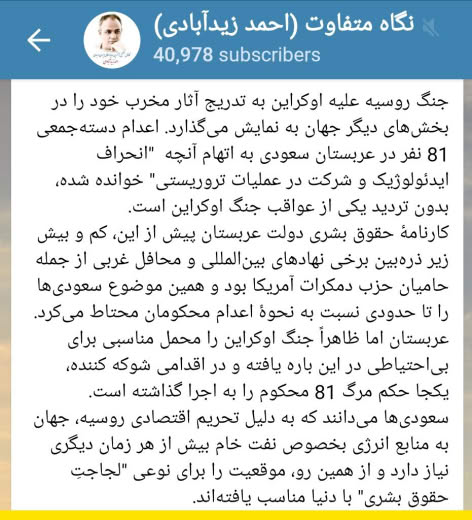 نگاه متفاوت (احمد زیدآبادی)
40,978 subscribers
جنگ روسیه علیه اوکراین به تدریج آثار مخرب خود را در
بخش‌های دیگر جهان به نمایش می‌گذارد. اعدام دسته‌جمعی
81 نفر در عربستان سعودی به اتهام آنچه "انحراف
ایدئولوژیک و شرکت در عملیات تروریستی" خوانده شده،
بدون تردید یکی از عواقب جنگ اوکراین است.
کارنامهٔ حقوق بشری دولت عربستان پیش از این، کم و بیش
زیر ذره‌بین برخی نهادهای بین‌المللی و محافل غربی از جمله
حامیان حزب دمکرات آمریکا بود و همین موضوع سعودی‌ها
را تا حدودی نسبت به نحوهٔ اعدام محکومان محتاط می‌کرد.
عربستان اما ظاهراً جنگ اوکراین را محمل مناسبی برای
بی‌احتیاطی در این باره یافته و در اقدامی شوکه کننده،
یکجا حکم مرگ 81 محکوم را به اجرا گذاشته است.
سعودی‌ها می‌دانند که به دلیل تحریم اقتصادی روسیه، جهان
به منابع انرژی بخصوص نفت خام بیش از هر زمان دیگری
نیاز دارد و از همین رو، موقعیت را برای نوعی "لجاجتِ
حقوق بشری" با دنیا مناسب یافته‌اند.